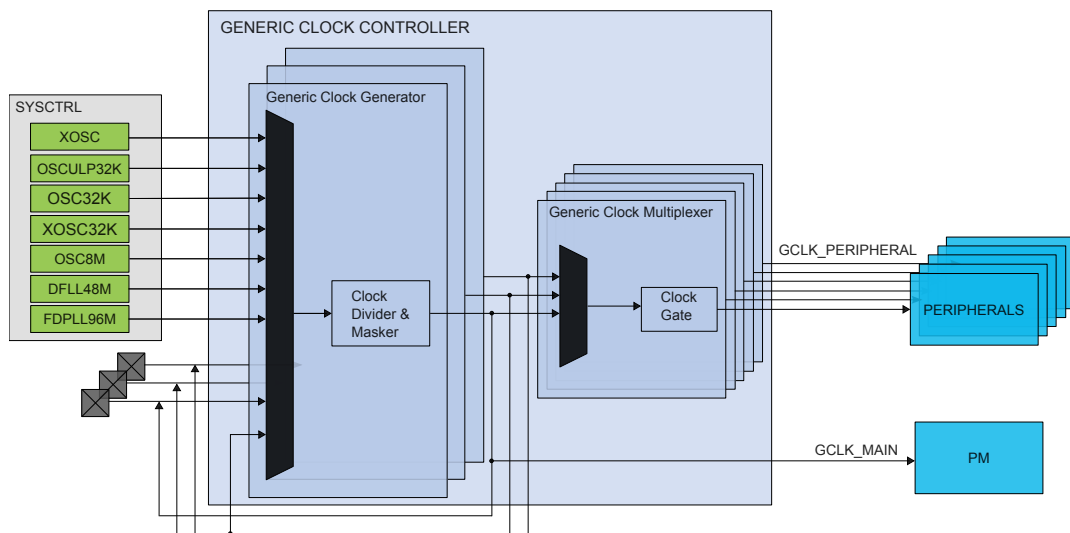 GENERIC CLOCK CONTROLLER
SYSCTRL
XOSC
OSCULP32K
OSC32K
XOSC32K
OSC8M
DFLL48M
FDPLL96M
Generic Clock Generator
Clock
Divider &
Masker
Generic Clock Multiplexer
Clock
Gate
GCLK_PERIPHERAL
PERIPHERALS
GCLK_MAIN
PM